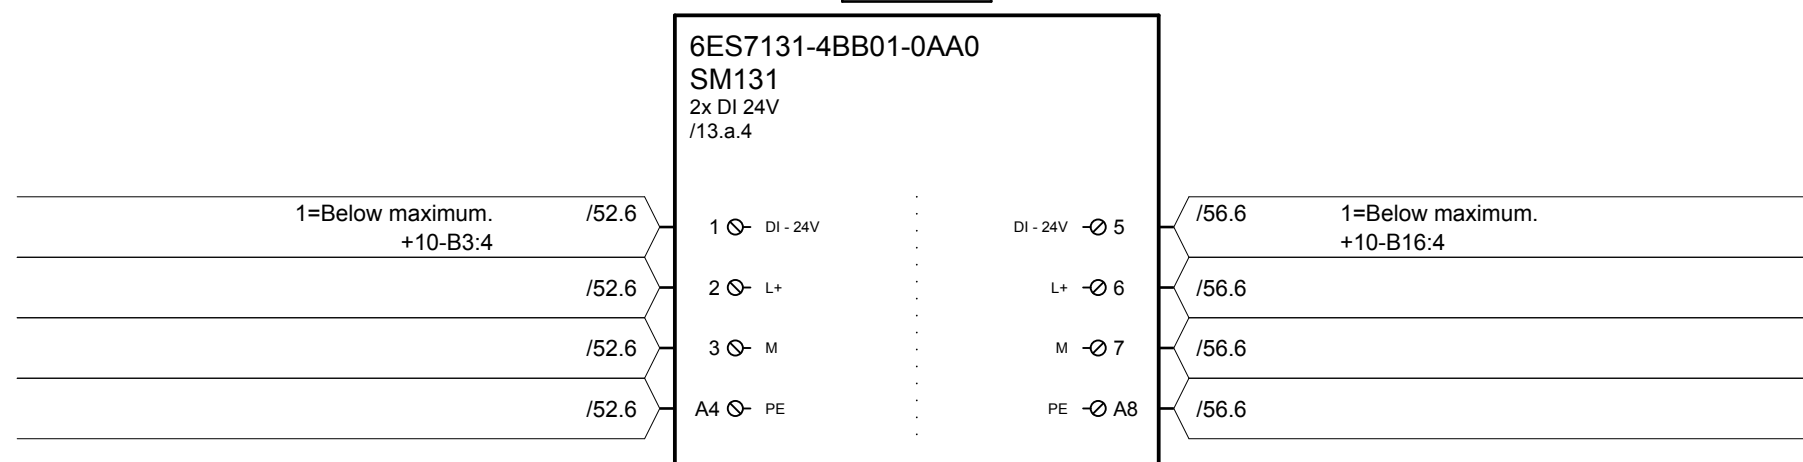 6ES7131-4BB01-0AA0
SM131
2x DI 24V
/13.a.4
1=Below maximum. /52.6 1 DI - 24V DI - 24V 5 /56.6 1=Below maximum.
+10-B3:4 +10-B16:4
/52.6 2 L+ L+ 6 /56.6
/52.6 3 M M 7 /56.6
/52.6 A4 PE PE A8 /56.6